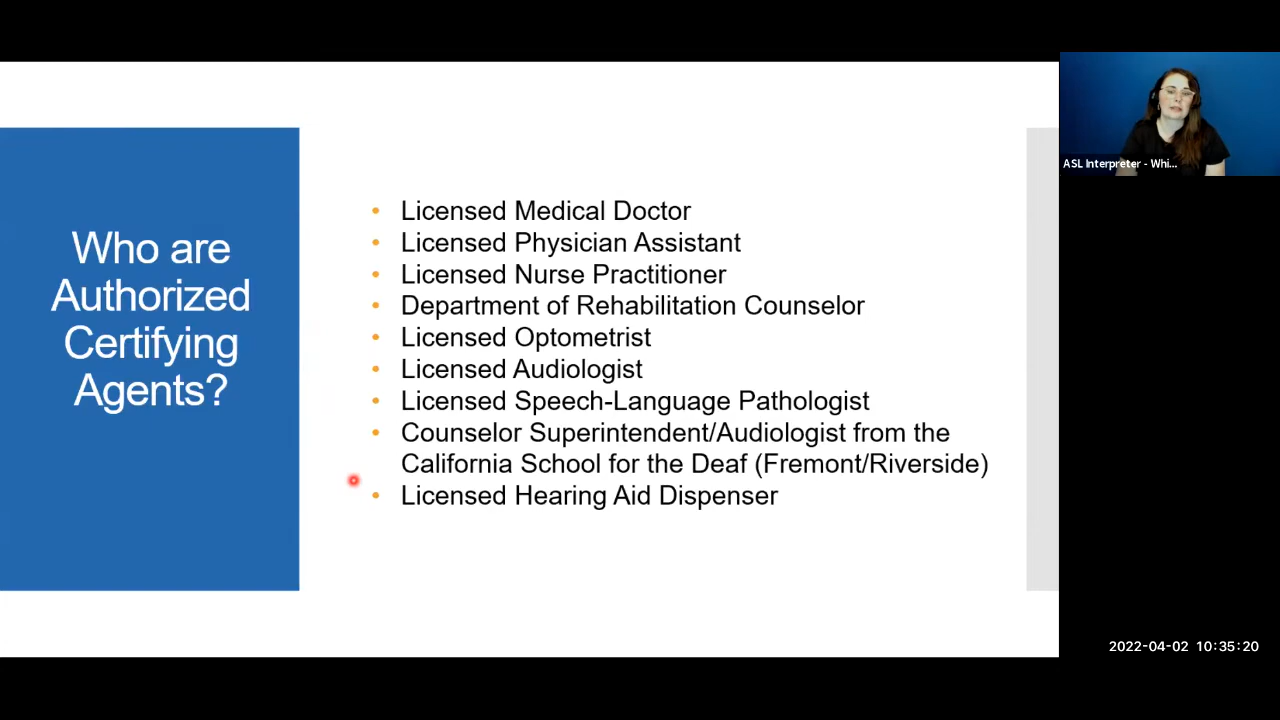 Who are
Authorized
Certifying
Agents?
• Licensed Medical Doctor
• Licensed Physician Assistant
• Licensed Nurse Practitioner
• Department of Rehabilitation Counselor
• Licensed Optometrist
• Licensed Audiologist
• Licensed Speech-Language Pathologist
• Counselor Superintendent/Audiologist from the
California School for the Deaf (Fremont/Riverside)
• Licensed Hearing Aid Dispenser
ASL Interpreter - Whi...
2022-04-02 10:35:20